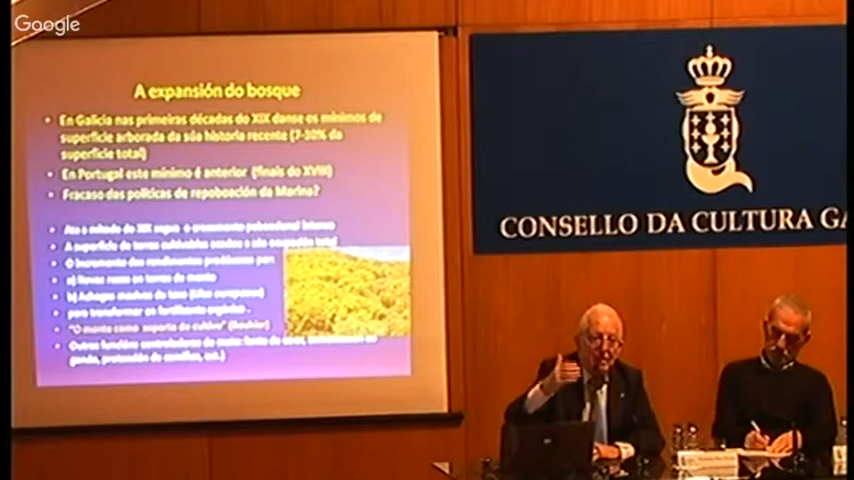 Google
A expansión do bosque
• En Galicia nas primeiras décadas do XIX danse os mínimos de
superficie arborada da súa historia recente (7-10% da
superficie total)
• En Portugal este mínimo é anterior (finais do XVIII)
• Fracaso das políticas de repoboación da Marina?
• Ata a mitade do XIX segue o crecemento poboacional intenso
• A superficie de terras cultivables
• O incremento dos rendimentos prodúcese por:
• a) Novas rozas en terras de monte
• b) Achegas masivas de toxo (Ulex europaeus)
• para transformar en fertilizante orgánico .
• "O monte como soporte do cultivo" (Bouhier)
• Outras funcións
CONSELLO DA CULTURA GA